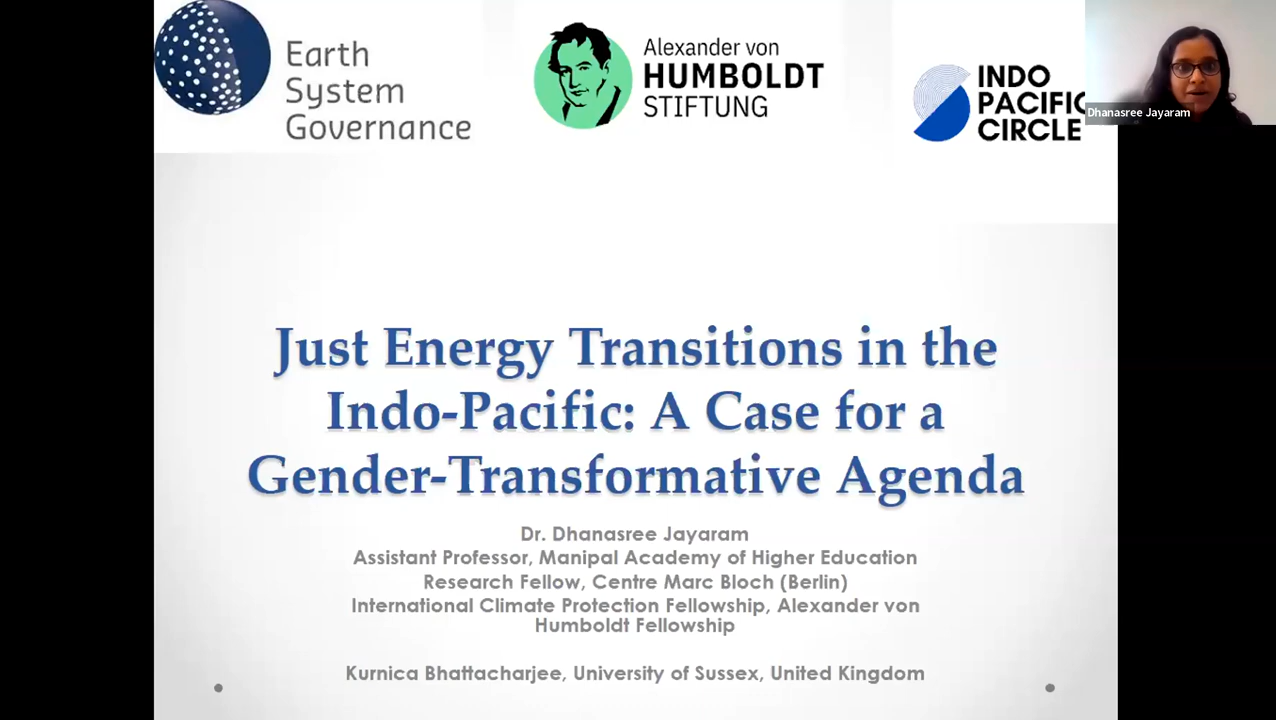 Earth
System
Governance
Alexander von
HUMBOLDT
STIFTUNG
INDO
PACIFIC
CIRCLE
Dhanasree Jayaram
Just Energy Transitions in the
Indo-Pacific: A Case for a
Gender-Transformative Agenda
Dr. Dhanasree Jayaram
Assistant Professor, Manipal Academy of Higher Education
Research Fellow, Centre Marc Bloch (Berlin)
International Climate Protection Fellowship, Alexander von
Humboldt Fellowship
Kurnica Bhattacharjee, University of Sussex, United Kingdom